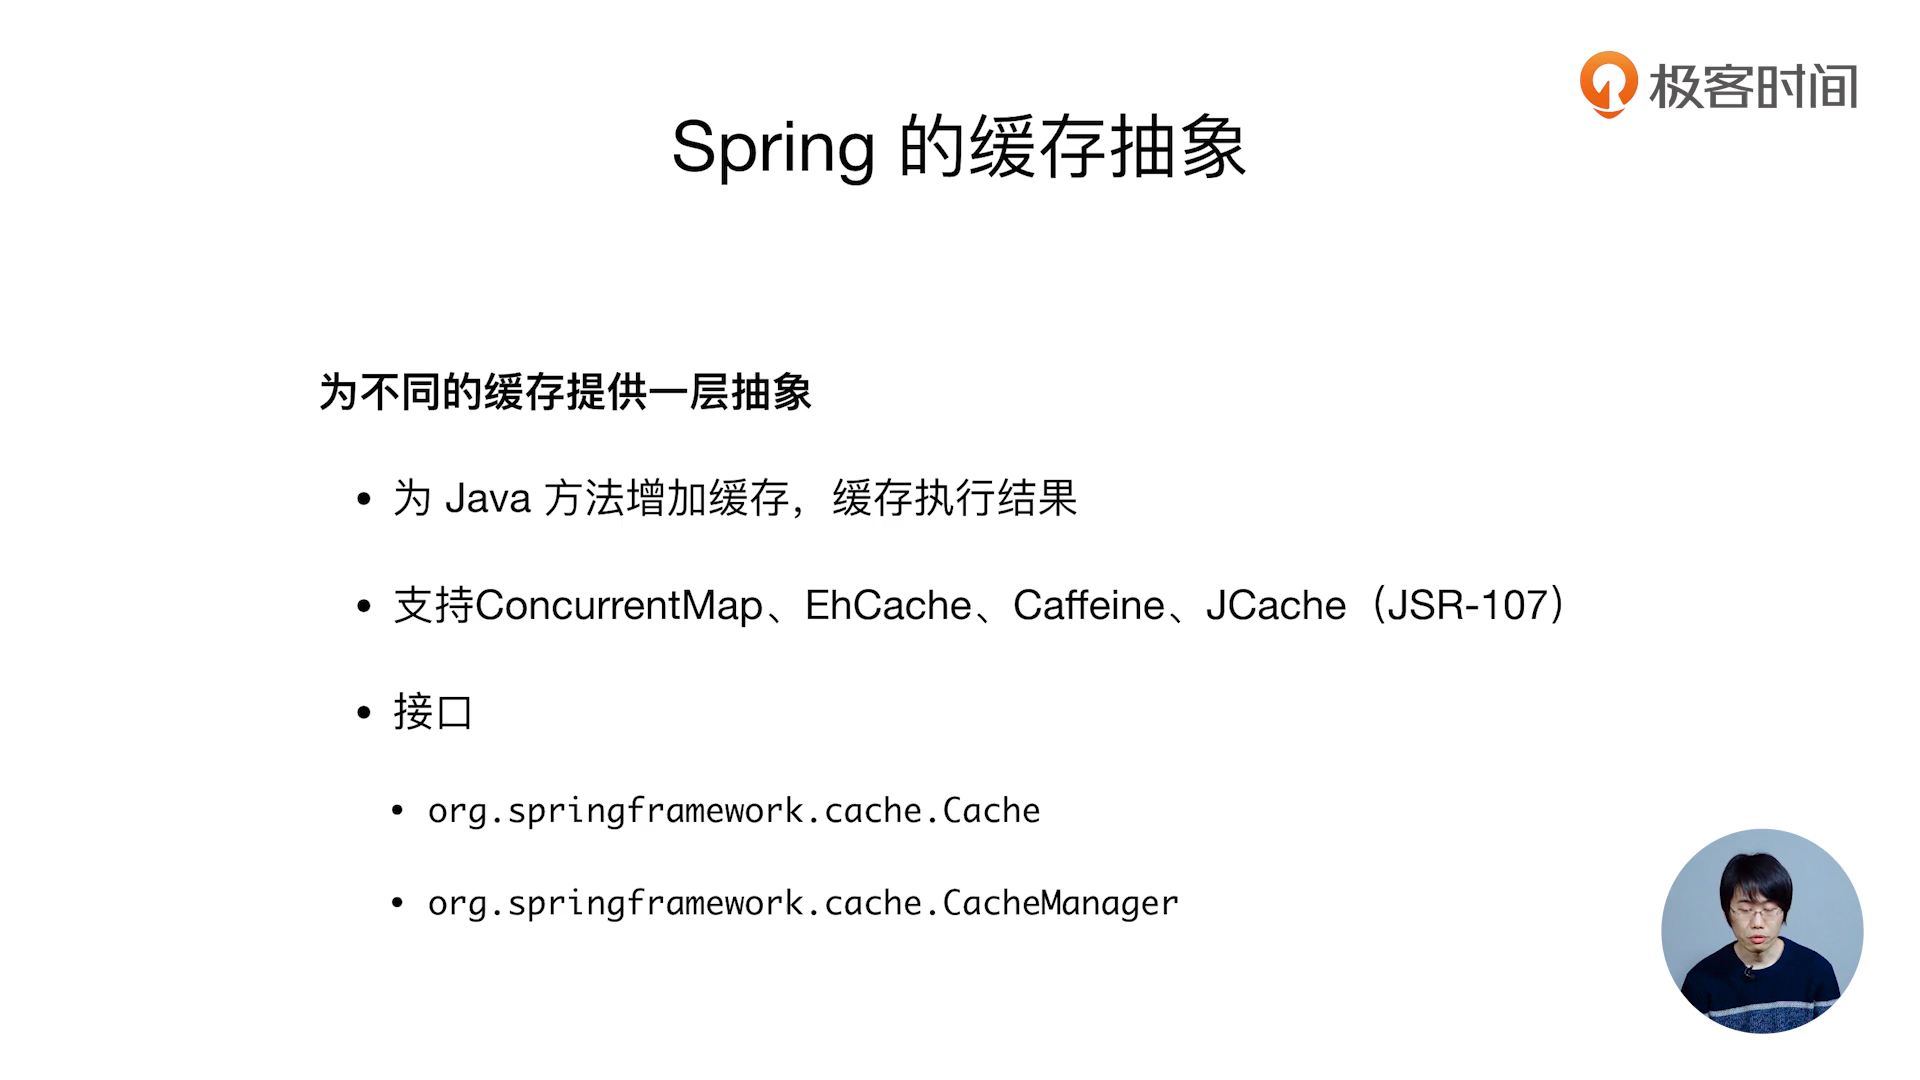 极客时间
Spring 的缓存抽象
为不同的缓存提供一层抽象
• 为 Java 方法增加缓存，缓存执行结果
• 支持ConcurrentMap、EhCache、Caffeine、JCache（JSR-107）
• 接口
• org.springframework.cache.Cache
• org.springframework.cache.CacheManager